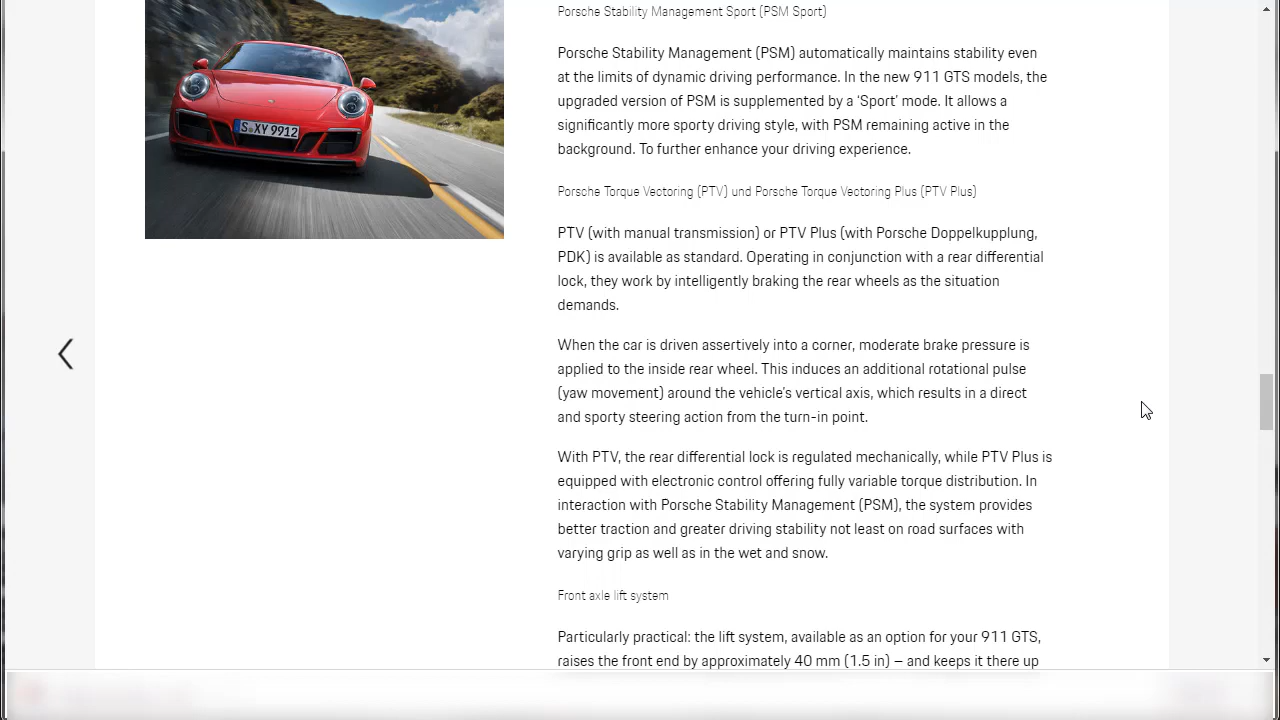 Porsche Stability Management Sport (PSM Sport)
Porsche Stability Management (PSM) automatically maintains stability even
at the limits of dynamic driving performance. In the new 911 GTS models, the
upgraded version of PSM is supplemented by a ‘Sport’ mode. It allows a
significantly more sporty driving style, with PSM remaining active in the
background. To further enhance your driving experience.
S XY 9912
Porsche Torque Vectoring (PTV) und Porsche Torque Vectoring Plus (PTV Plus)
PTV (with manual transmission) or PTV Plus (with Porsche Doppelkupplung,
PDK) is available as standard. Operating in conjunction with a rear differential
lock, they work by intelligently braking the rear wheels as the situation
demands.
When the car is driven assertively into a corner, moderate brake pressure is
applied to the inside rear wheel. This induces an additional rotational pulse
(yaw movement) around the vehicle’s vertical axis, which results in a direct
and sporty steering action from the turn-in point.
With PTV, the rear differential lock is regulated mechanically, while PTV Plus is
equipped with electronic control offering fully variable torque distribution. In
interaction with Porsche Stability Management (PSM), the system provides
better traction and greater driving stability not least on road surfaces with
varying grip as well as in the wet and snow.
Front axle lift system
Particularly practical: the lift system, available as an option for your 911 GTS,
raises the front end by approximately 40 mm (1.5 in) – and keeps it there up